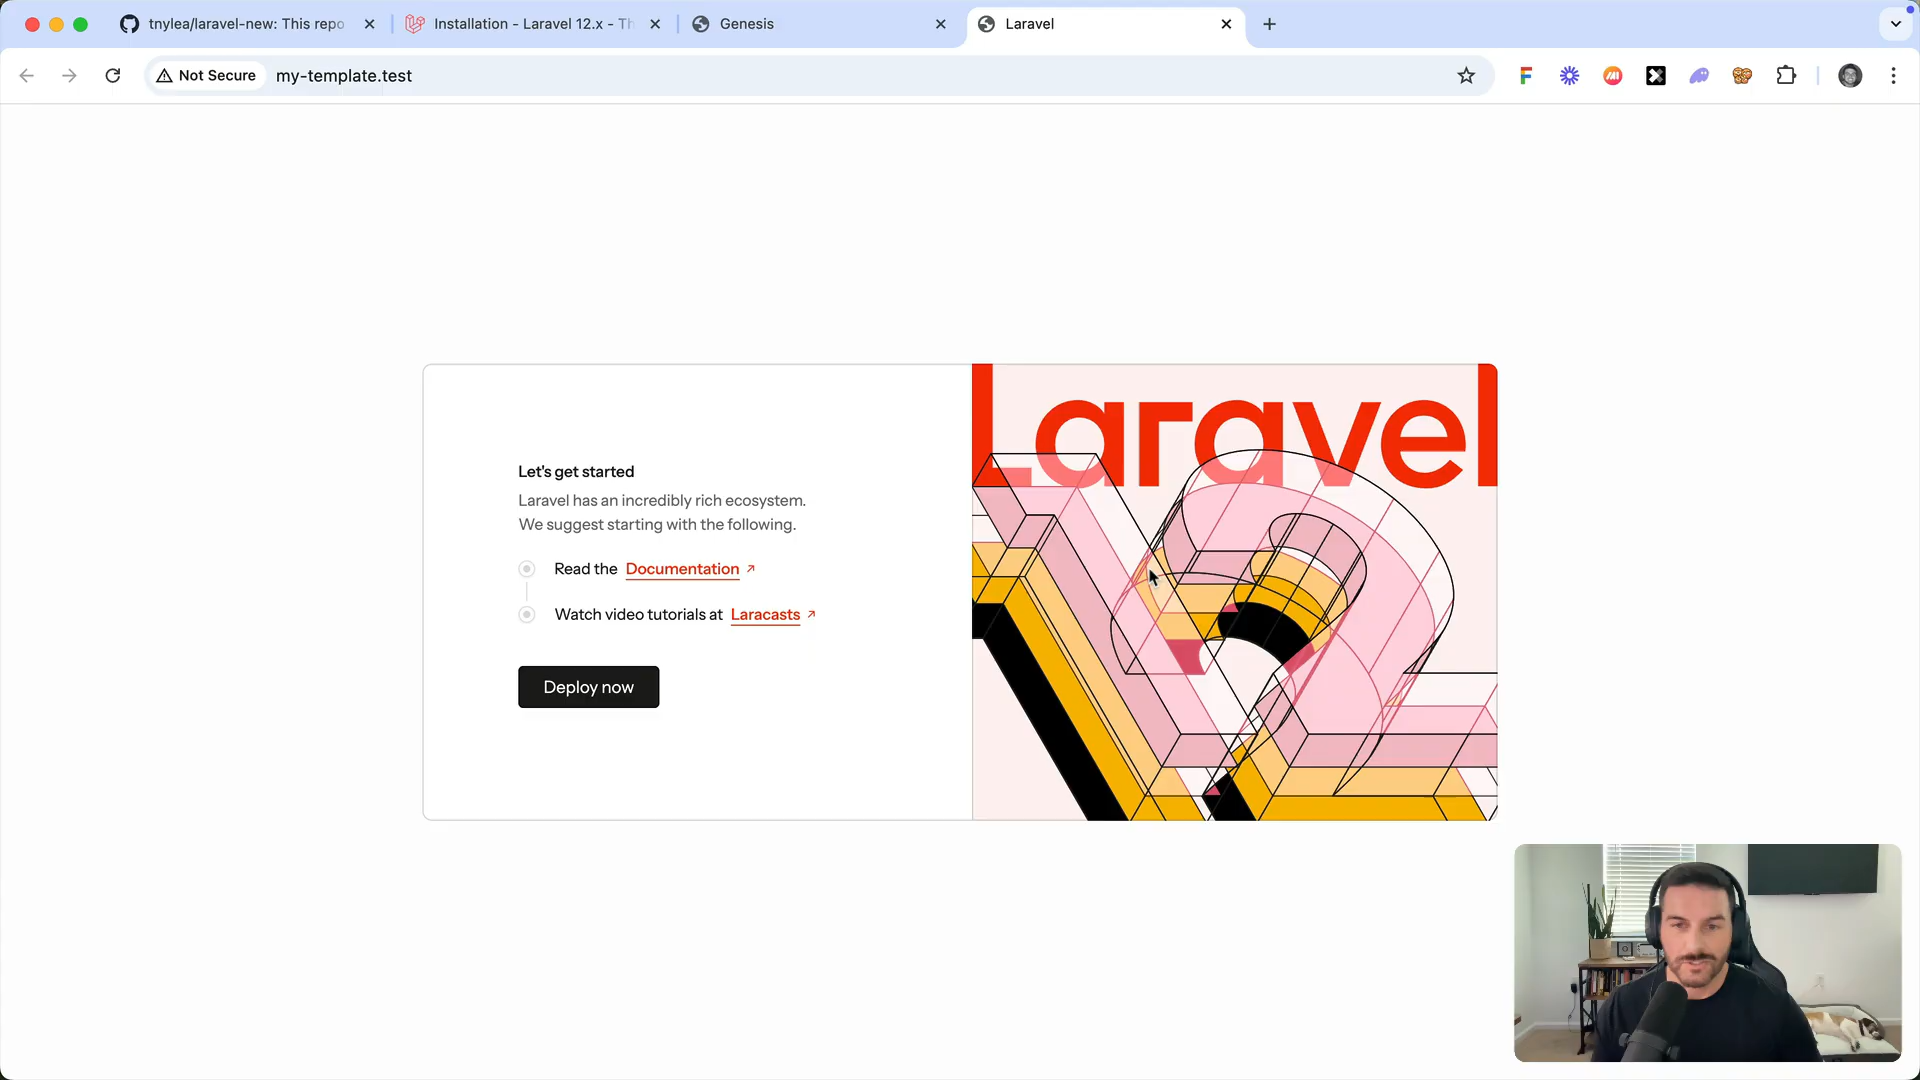 tnylea/laravel-new: This repo
Installation - Laravel 12.x - Th
Genesis
Laravel
Not Secure
my-template.test
Let's get started
Laravel has an incredibly rich ecosystem.
We suggest starting with the following.
Read the Documentation
Watch video tutorials at Laracasts
Deploy now
Laravel